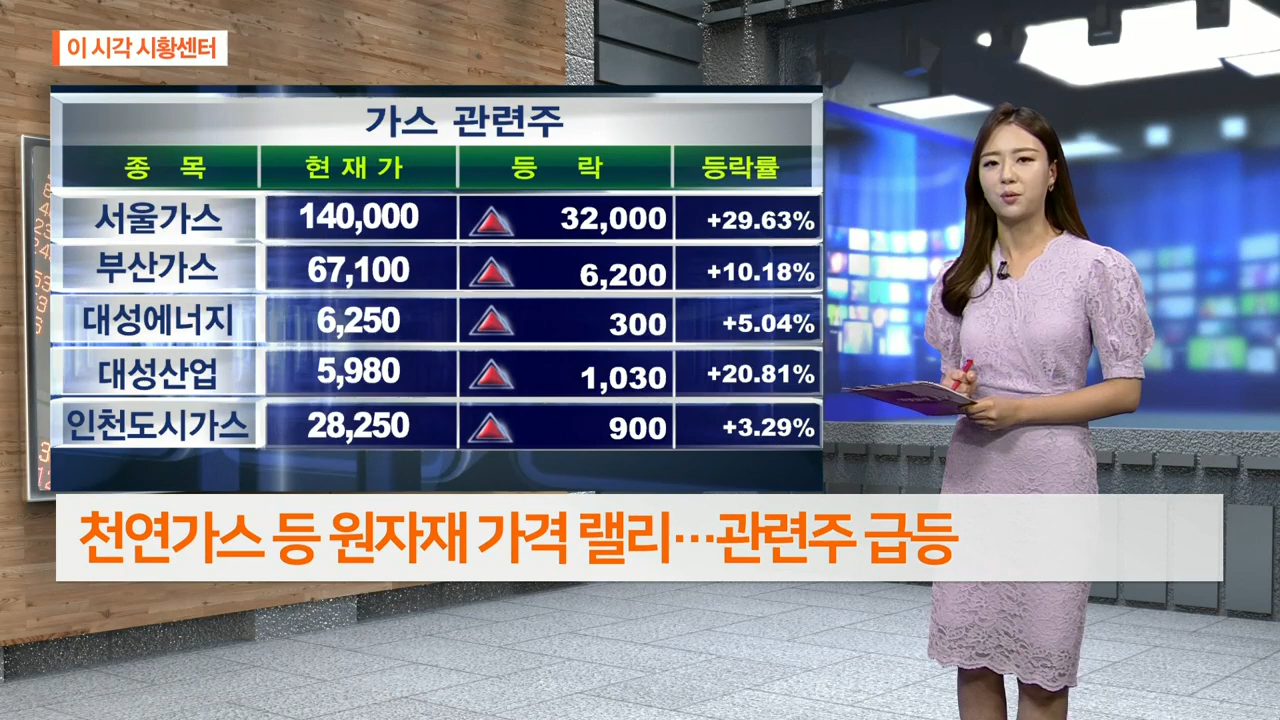 이 시각 시황센터
가스 관련주
종 목 현 재 가 등 락 등락률
서울가스 140,000 ▲ 32,000 +29.63%
부산가스 67,100 ▲ 6,200 +10.18%
대성에너지 6,250 ▲ 300 +5.04%
대성산업 5,980 ▲ 1,030 +20.81%
인천도시가스 28,250 ▲ 900 +3.29%
천연가스 등 원자재 가격 랠리…관련주 급등